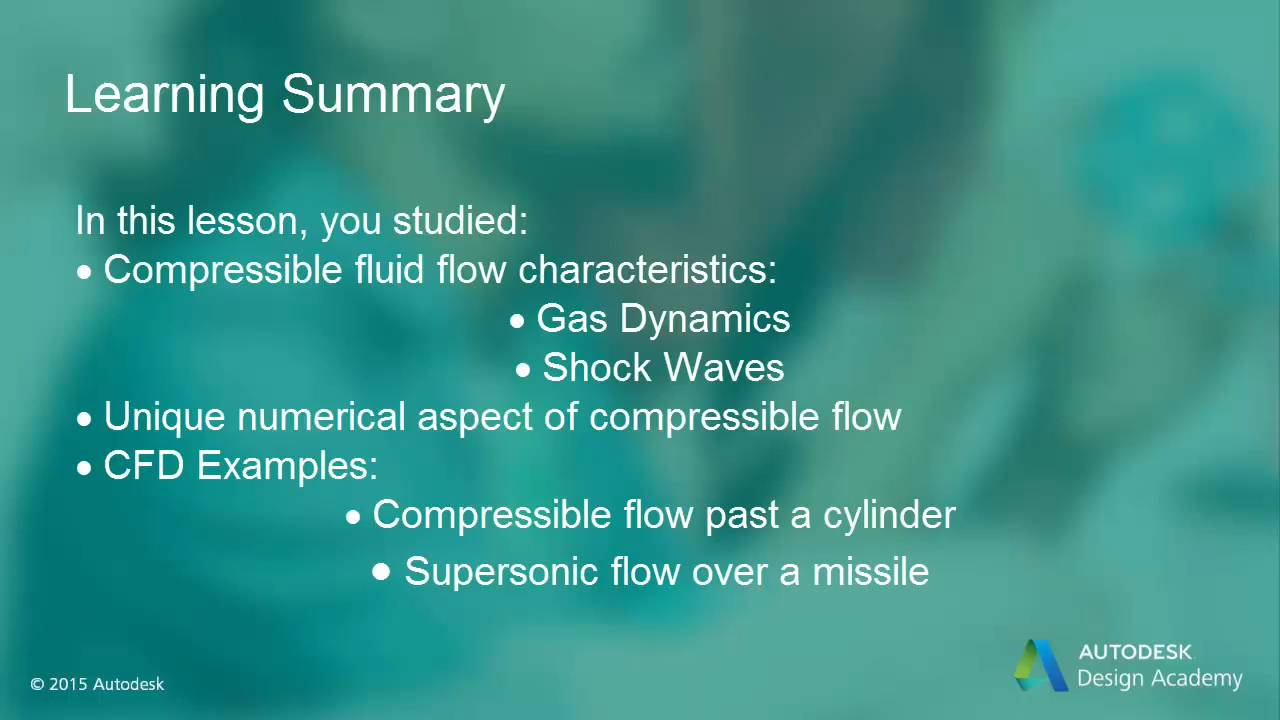 Learning Summary
In this lesson, you studied:
• Compressible fluid flow characteristics:
• Gas Dynamics
• Shock Waves
• Unique numerical aspect of compressible flow
• CFD Examples:
• Compressible flow past a cylinder
• Supersonic flow over a missile
© 2015 Autodesk
AUTODESK
Design Academy